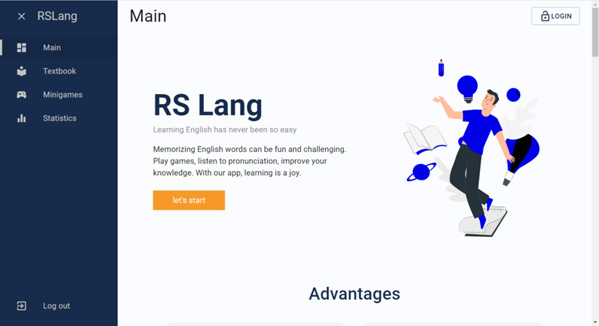 RSLang
Main
LOGIN
Main
Textbook
Minigames
Statistics
RS Lang
Learning English has never been so easy
Memorizing English words can be fun and challenging.
Play games, listen to pronunciation, improve your
knowledge. With our app, learning is a joy.
let's start
Advantages
Log out